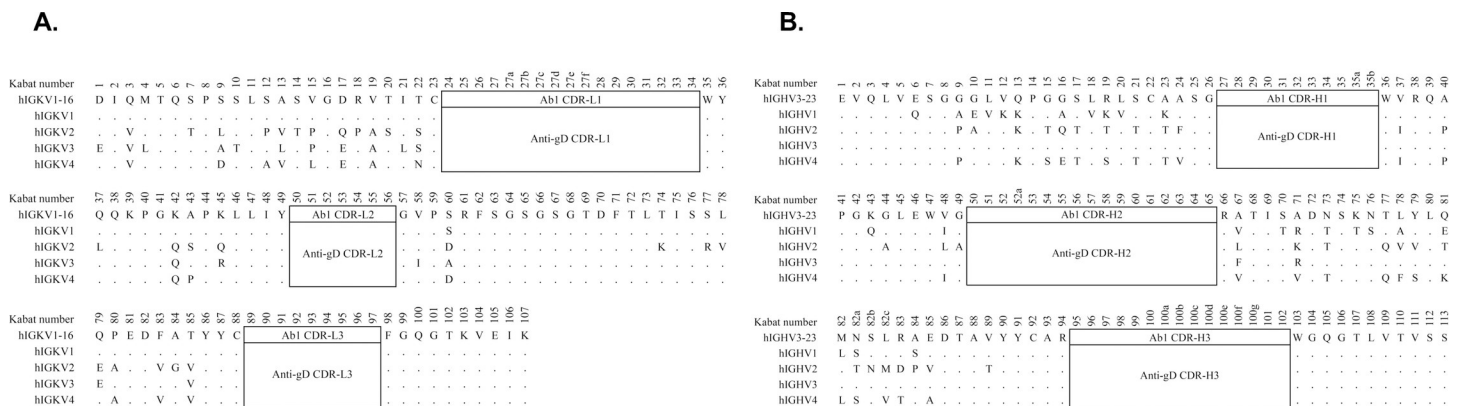 A.
Kabat number 1 2 3 4 5 6 7 8 9 10 11 12 13 14 15 16 17 18 19 20 21 22 23 24 25 26 27 27a 27b 27c 27d 27e 27f 28 29 30 31 32 33 34 35 36
hIGKV1-16 D I Q M T Q S P S S L S A S V G D R V T I T C Ab1 CDR-L1 W Y
hIGKV1 . . . . . . . . . . . . . . . . . . . . . . . . .
hIGKV2 . . V . . . T . L . . P V T P . Q P A S . S . Anti-gD CDR-L1 . .
hIGKV3 E . V L . . . . A T . . L . P . E . A . L S . . .
hIGKV4 . . V . . . . . D . . A V . L . E . A . . N . . .
Kabat number 37 38 39 40 41 42 43 44 45 46 47 48 49 50 51 52 53 54 55 56 57 58 59 60 61 62 63 64 65 66 67 68 69 70 71 72 73 74 75 76 77 78
hIGKV1-16 Q Q K P G K A P K L L I Y Ab1 CDR-L2 G V P S R F S G S G S G T D F T L T I S S L
hIGKV1 . . . . . . . . . . . . . . . . S . . . . . . . . . . . . . . . . . .
hIGKV2 L . . . . Q S . Q . . . . Anti-gD CDR-L2 . . . D . . . . . . . . . . . . . K . . R V
hIGKV3 . . . . . Q . . R . . . . . I . A . . . . . . . . . . . . . . . . . .
hIGKV4 . . . . . Q P . . . . . . . . . D . . . . . . . . . . . . . . . . . .
Kabat number 79 80 81 82 83 84 85 86 87 88 89 90 91 92 93 94 95 96 97 98 99 100 101 102 103 104 105 106 107
hIGKV1-16 Q P E D F A T Y Y C Ab1 CDR-L3 F G Q G T K V E I K
hIGKV1 . . . . . . . . . . . . . . . . . . . .
hIGKV2 E A . . V G V . . . Anti-gD CDR-L3 . . . . . . . . . .
hIGKV3 E . . . . . V . . . . . . . . . . . . .
hIGKV4 . A . . V . V . . . . . . . . . . . . .
B.
Kabat number 1 2 3 4 5 6 7 8 9 10 11 12 13 14 15 16 17 18 19 20 21 22 23 24 25 26 27 28 29 30 31 32 33 34 35 35a 35b 36 37 38 39 40
hIGHV3-23 E V Q L V E S G G G L V Q P G G S L R L S C A A S G Ab1 CDR-H1 W V R Q A
hIGHV1 . . . . . Q . . A E V K K . . A . V K V . . K . . . . . . . .
hIGHV2 . . . . . . . . P A . . K . T Q T . T . T . T F . . Anti-gD CDR-H1 . I . . P
hIGHV3 . . . . . . . . . . . . . . . . . . . . . . . . . . . . . . .
hIGHV4 . . . . . . . . P . . . K . S E T . S . T . T V . . . I . . P
Kabat number 41 42 43 44 45 46 47 48 49 50 51 52 52a 53 54 55 56 57 58 59 60 61 62 63 64 65 66 67 68 69 70 71 72 73 74 75 76 77 78 79 80 81
hIGHV3-23 P G K G L E W V G Ab1 CDR-H2 R A T I S A D N S K N T L Y L Q
hIGHV1 . . Q . . . . I . . V . . T R . T . T S . A . . E
hIGHV2 . . . A . . . L A Anti-gD CDR-H2 . L . . . K . T . . . Q V V . T
hIGHV3 . . . . . . . . . . F . . . R . . . . . . . . . .
hIGHV4 . . . . . . . I . . V . . . V . T . . . Q F S . K
Kabat number 82 82a 82b 82c 83 84 85 86 87 88 89 90 91 92 93 94 95 96 97 98 99 100 100a 100b 100c 100d 100e 100f 100g 101 102 103 104 105 106 107 108 109 110 111 112 113
hIGHV3-23 M N S L R A E D T A V Y Y C A R Ab1 CDR-H3 W G Q G T L V T V S S
hIGHV1 L S . . . S . . . . . . . . . . . . . . . . . . . . .
hIGHV2 . T N M D P V . . . T . . . . . Anti-gD CDR-H3 . . . . . . . . . . .
hIGHV3 . . . . . . . . . . . . . . . . . . . . . . . . . . .
hIGHV4 L S . V T . A . . . . . . . . . . . . . . . . . . . .